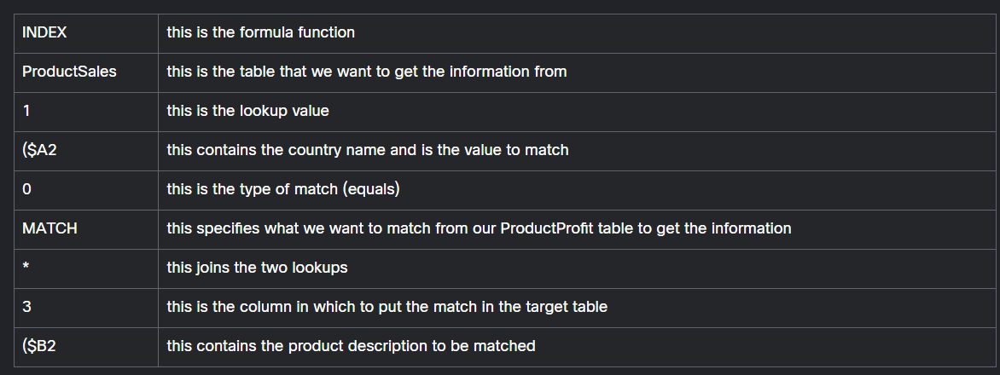 INDEX this is the formula function
ProductSales this is the table that we want to get the information from
1 this is the lookup value
($A2 this contains the country name and is the value to match
0 this is the type of match (equals)
MATCH this specifies what we want to match from our ProductProfit table to get the information
* this joins the two lookups
3 this is the column in which to put the match in the target table
($B2 this contains the product description to be matched